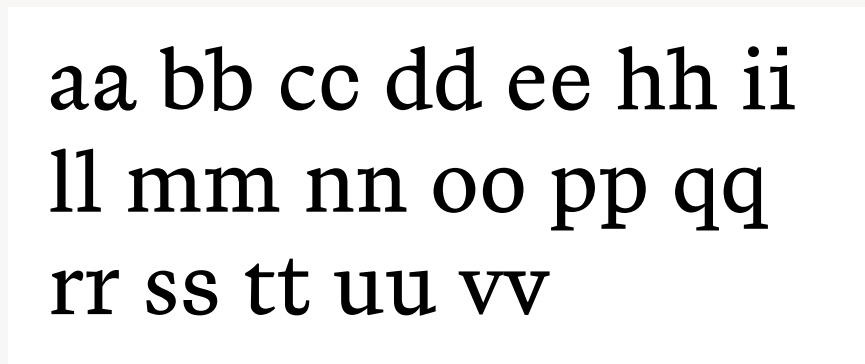 aa bb cc dd ee hh ii
ll mm nn oo pp qq
rr ss tt uu vv